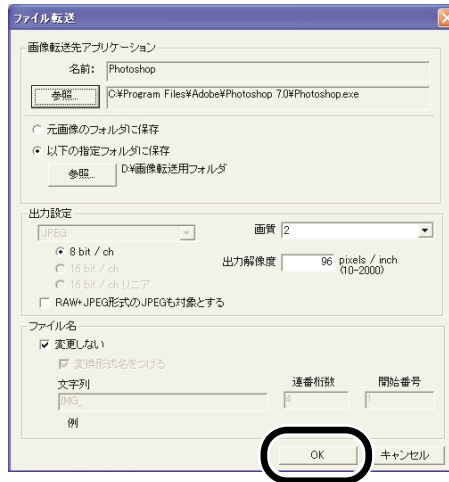 ファイル転送
画像転送先アプリケーション
名前: Photoshop
参照... C:¥Program Files¥Adobe¥Photoshop 7.0¥Photoshop.exe
元画像のフォルダに保存
以下の指定フォルダに保存
参照... D:¥画像転送用フォルダ
出力設定
JPEG 画質 2
8 bit / ch 出力解像度 96 pixels / inch
16 bit / ch (10-2000)
16 bit / ch リニア
RAW+JPEG形式のJPEGも対象とする
ファイル名
変更しない
変換形式名をつける
文字列 連番桁数 開始番号
IMG_ 4 1
例
OK キャンセル